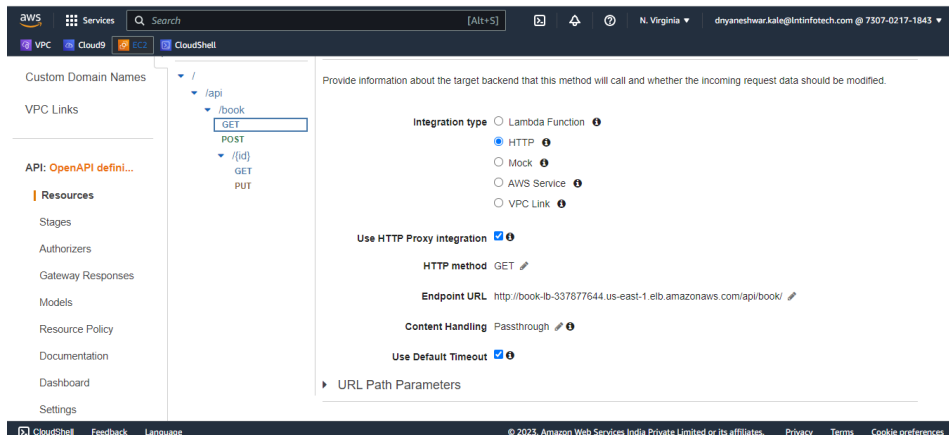 aws Services Search [Alt+S] N. Virginia dnyaneshwar.kale@lntinfotech.com @ 7307-0217-1843
VPC Cloud9 EC2 CloudShell
Custom Domain Names
VPC Links
API: OpenAPI defini...
Resources
Stages
Authorizers
Gateway Responses
Models
Resource Policy
Documentation
Dashboard
Settings
/
/api
/book
GET
POST
/{id}
GET
PUT
Provide information about the target backend that this method will call and whether the incoming request data should be modified.
Integration type Lambda Function
HTTP
Mock
AWS Service
VPC Link
Use HTTP Proxy integration
HTTP method GET
Endpoint URL http://book-lb-337877644.us-east-1.elb.amazonaws.com/api/book/
Content Handling Passthrough
Use Default Timeout
URL Path Parameters
CloudShell Feedback Language © 2023, Amazon Web Services India Private Limited or its affiliates. Privacy Terms Cookie preferences